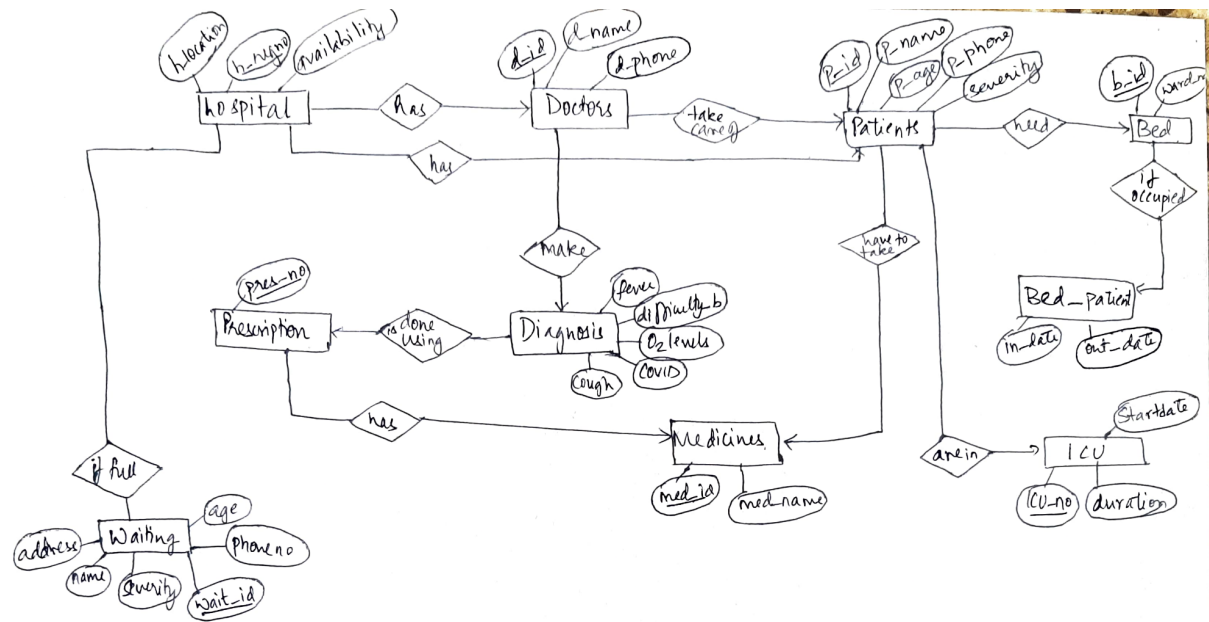 h_location
h_regno
availability
hospital
has
d_id
d_name
d_phone
Doctors
take
care of
p_id
p_name
p_age
p_phone
severity
Patients
need
b_id
Bed
has
if
occupied
make
have to
take
Bed_patient
in_date
out_date
pres_no
Prescription
is done
using
Diagnosis
fever
difficulty_b
O2 levels
COVID
cough
has
Medicines
med_id
med_name
are in
Startdate
ICU
ICU_no
duration
if full
Waiting
age
address
phone no
name
severity
wait_id